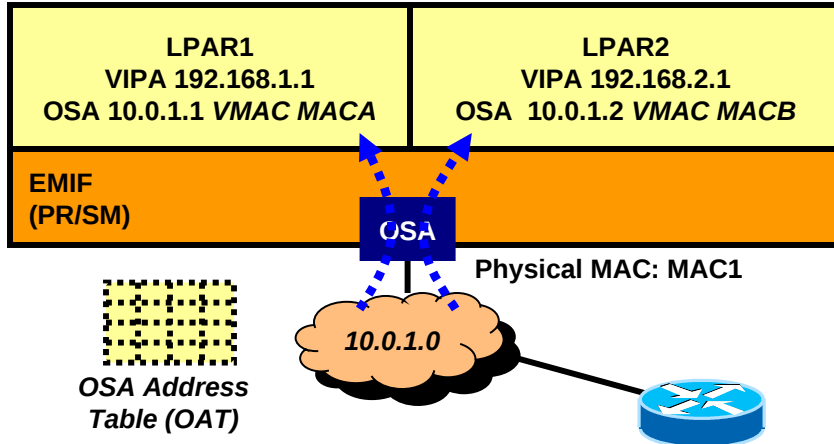 LPAR1
VIPA 192.168.1.1
OSA 10.0.1.1 VMAC MACA
LPAR2
VIPA 192.168.2.1
OSA 10.0.1.2 VMAC MACB
EMIF
(PR/SM)
OSA
Physical MAC: MAC1
10.0.1.0
OSA Address
Table (OAT)